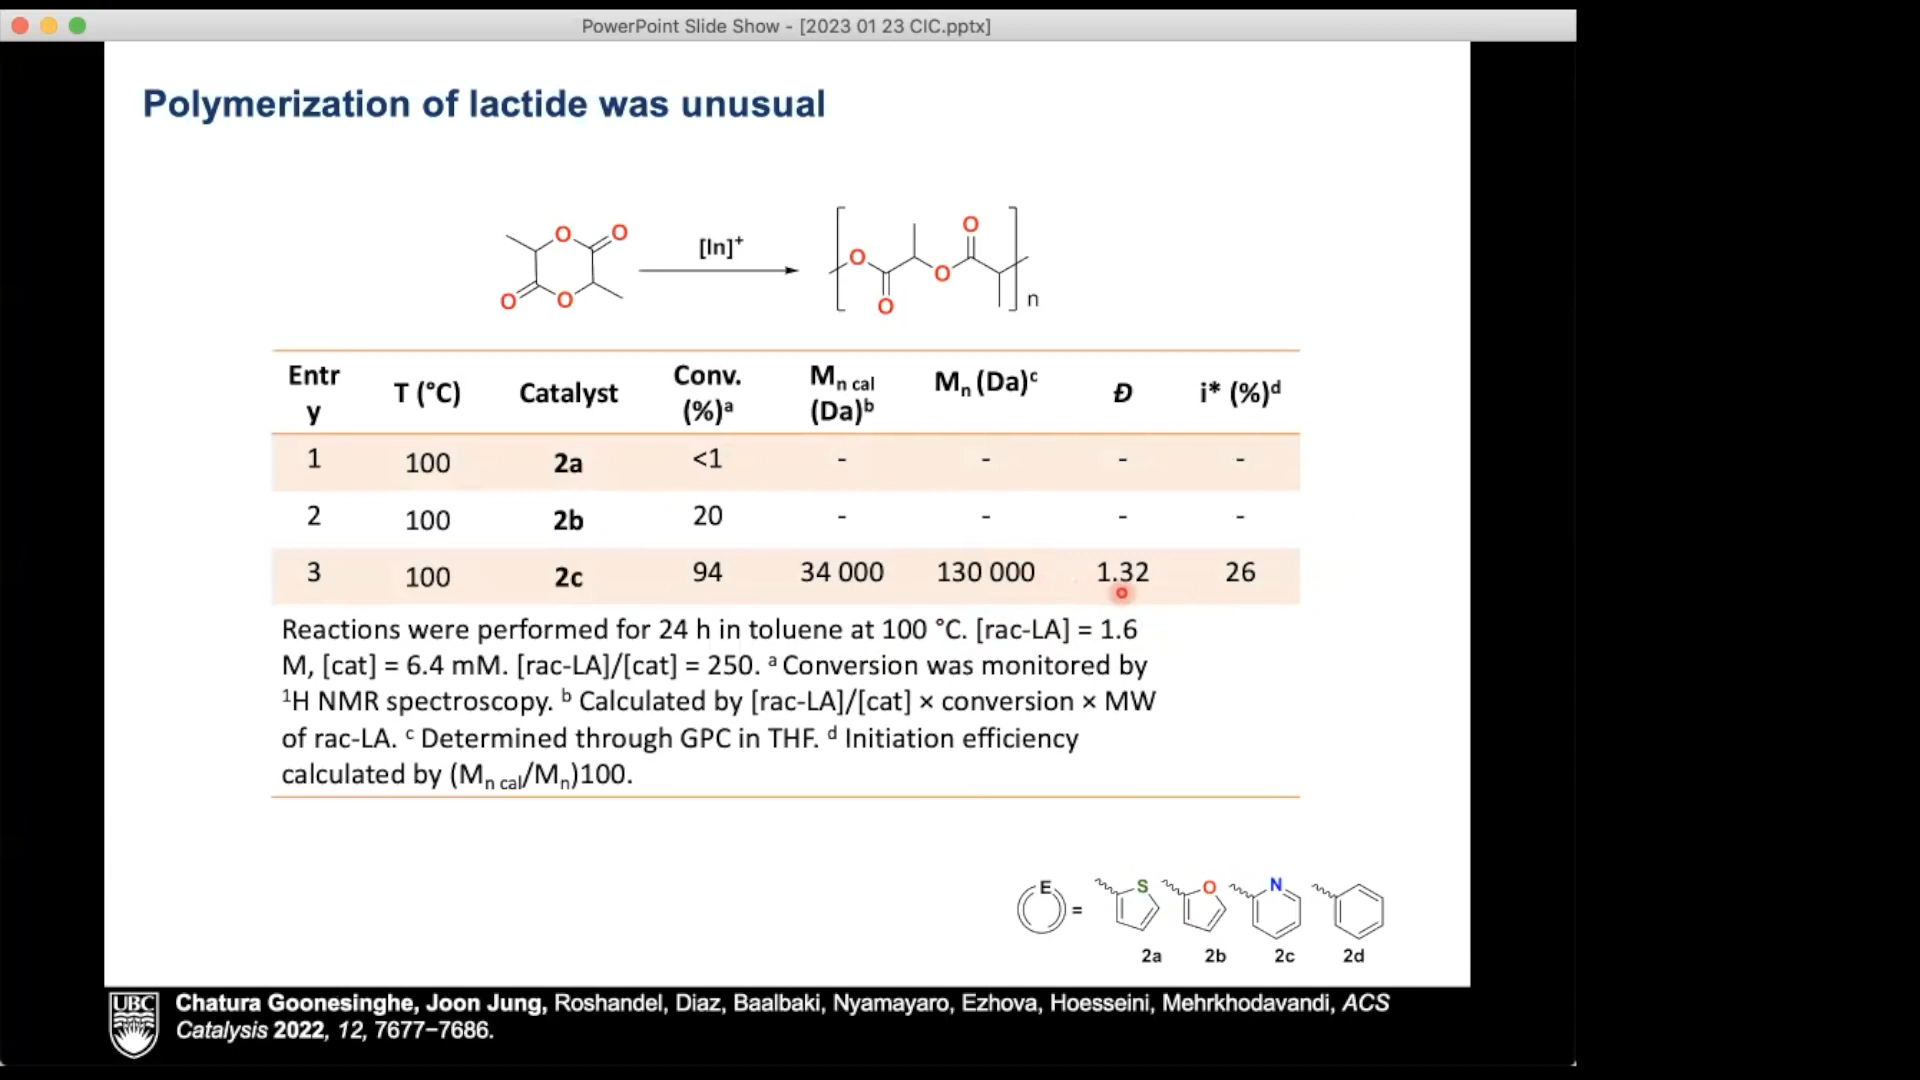 PowerPoint Slide Show - [2023 01 23 CIC.pptx]
Polymerization of lactide was unusual
O O
O O
[In]⁺
O O
O O
n
Entr
y
T (°C)
Catalyst
Conv.
(%)ᵃ
Mn cal
(Da)ᵇ
Mn (Da)ᶜ
Đ
i* (%)ᵈ
1 100 2a <1 - - - -
2 100 2b 20 - - - -
3 100 2c 94 34 000 130 000 1.32 26
Reactions were performed for 24 h in toluene at 100 °C. [rac-LA] = 1.6
M, [cat] = 6.4 mM. [rac-LA]/[cat] = 250. ᵃ Conversion was monitored by
¹H NMR spectroscopy. ᵇ Calculated by [rac-LA]/[cat] × conversion × MW
of rac-LA. ᶜ Determined through GPC in THF. ᵈ Initiation efficiency
calculated by (Mn cal/Mn)100.
E = S O N
2a 2b 2c 2d
UBC
Chatura Goonesinghe, Joon Jung, Roshandel, Diaz, Baalbaki, Nyamayaro, Ezhova, Hoesseini, Mehrkhodavandi, ACS
Catalysis 2022, 12, 7677–7686.